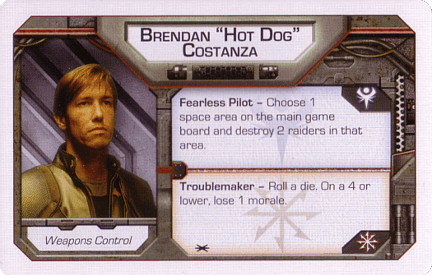 BRENDAN “HOT DOG”
COSTANZA
Fearless Pilot – Choose 1
space area on the main game
board and destroy 2 raiders in that
area.
Troublemaker – Roll a die. On a 4 or
lower, lose 1 morale.
Weapons Control